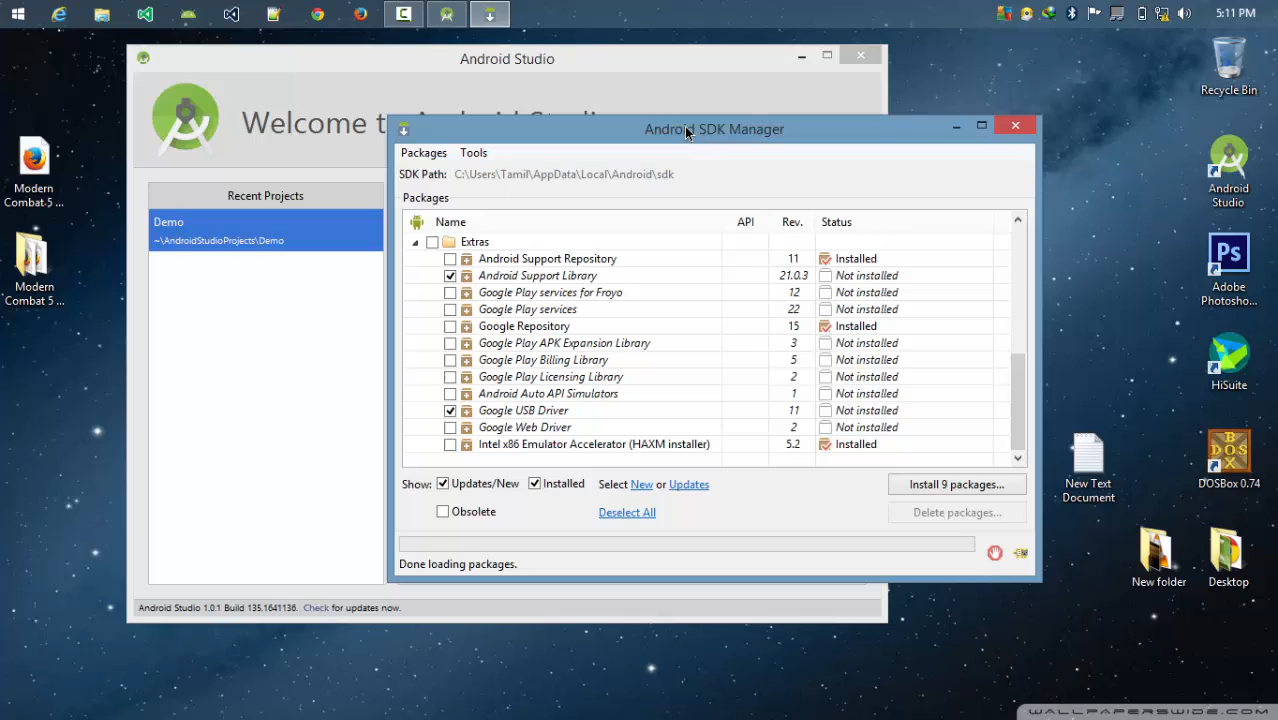 5:11 PM
Android Studio
Welcome t
Recent Projects
Demo
~\AndroidStudioProjects\Demo
Android Studio 1.0.1 Build 135.1641136. Check for updates now.
Android SDK Manager
Packages Tools
SDK Path: C:\Users\Tamil\AppData\Local\Android\sdk
Packages
Name API Rev. Status
Extras
Android Support Repository 11 Installed
Android Support Library 21.0.3 Not installed
Google Play services for Froyo 12 Not installed
Google Play services 22 Not installed
Google Repository 15 Installed
Google Play APK Expansion Library 3 Not installed
Google Play Billing Library 5 Not installed
Google Play Licensing Library 2 Not installed
Android Auto API Simulators 1 Not installed
Google USB Driver 11 Not installed
Google Web Driver 2 Not installed
Intel x86 Emulator Accelerator (HAXM installer) 5.2 Installed
Show: Updates/New Installed Select New or Updates Install 9 packages...
Obsolete Deselect All Delete packages...
Done loading packages.
Modern
Combat 5 ...
Modern
Combat 5 ...
Recycle Bin
Android
Studio
Ps
Adobe
Photosho...
HiSuite
New Text
Document
DOSBox 0.74
New folder
Desktop
WALLPAPERSWIDE.COM